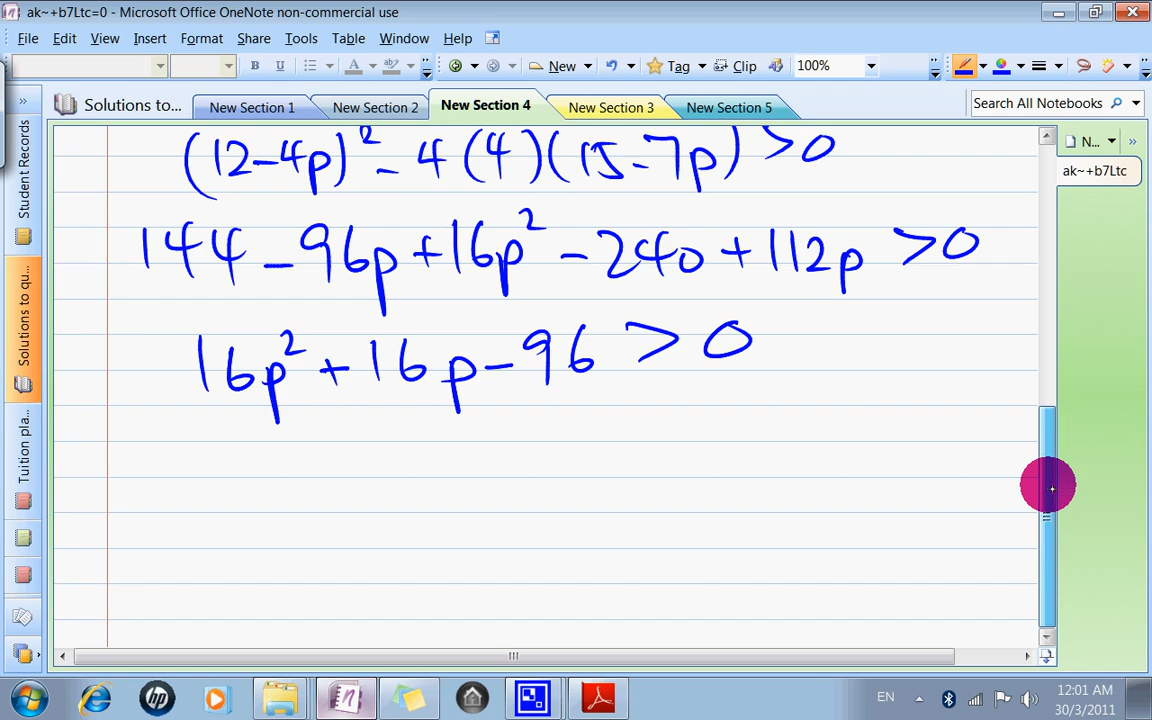 ak~+b7Ltc=0 - Microsoft Office OneNote non-commercial use
File Edit View Insert Format Share Tools Table Window Help
B U A ab New Tag Clip 100%
Solutions to... New Section 1 New Section 2 New Section 4 New Section 3 New Section 5 Search All Notebooks
N...
ak~+b7Ltc
Student Records
Solutions to qu...
Tuition pla...
(12-4p)² - 4(4)(15-7p) >0
144 - 96p + 16p² - 240 + 112p >0
16p² + 16p - 96 > 0
EN 12:01 AM
30/3/2011